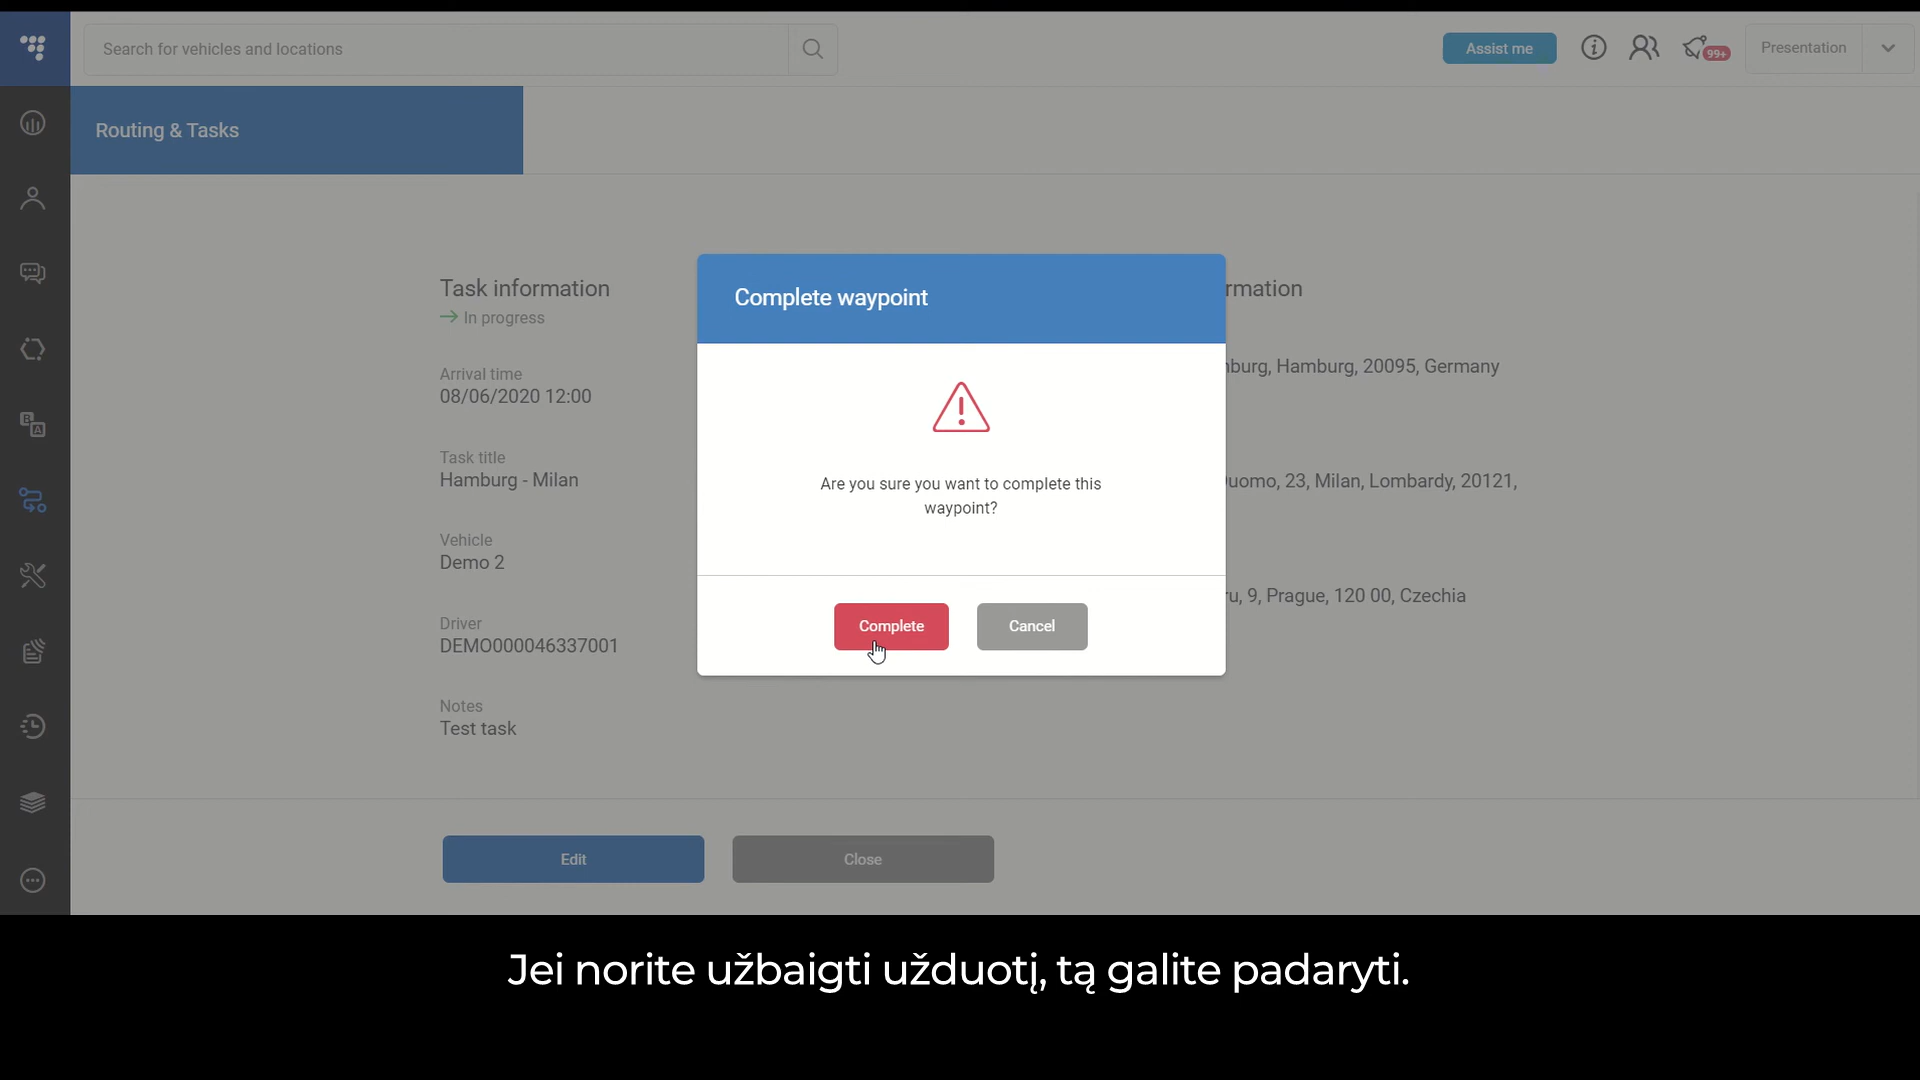 Search for vehicles and locations
Assist me
99+
Presentation
Routing & Tasks
Task information
In progress
Arrival time
08/06/2020 12:00
Task title
Hamburg - Milan
Vehicle
Demo 2
Driver
DEMO000046337001
Notes
Test task
Complete waypoint
Are you sure you want to complete this
waypoint?
Complete
Cancel
rmation
burg, Hamburg, 20095, Germany
uomo, 23, Milan, Lombardy, 20121,
ru, 9, Prague, 120 00, Czechia
Edit
Close
Jei norite užbaigti užduotį, tą galite padaryti.